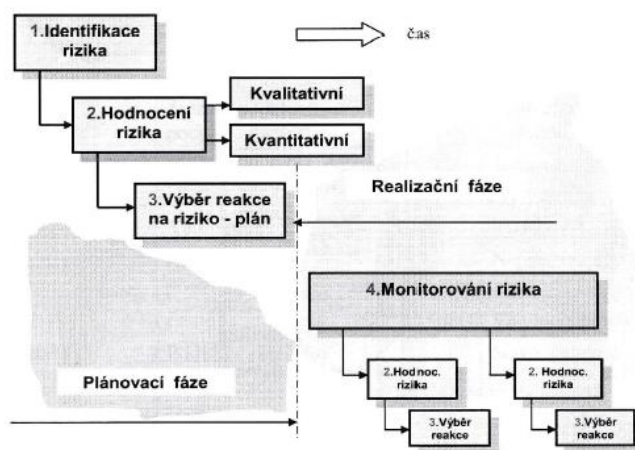 1.Identifikace
rizika
čas
Kvalitativní
2.Hodnocení
rizika
Kvantitativní
3.Výběr reakce
na riziko - plán
Realizační fáze
4.Monitorování rizika
Plánovací fáze
2.Hodnoc.
rizika
2. Hodnoc.
rizika
3.Výběr
reakce
3.Výběr
reakce